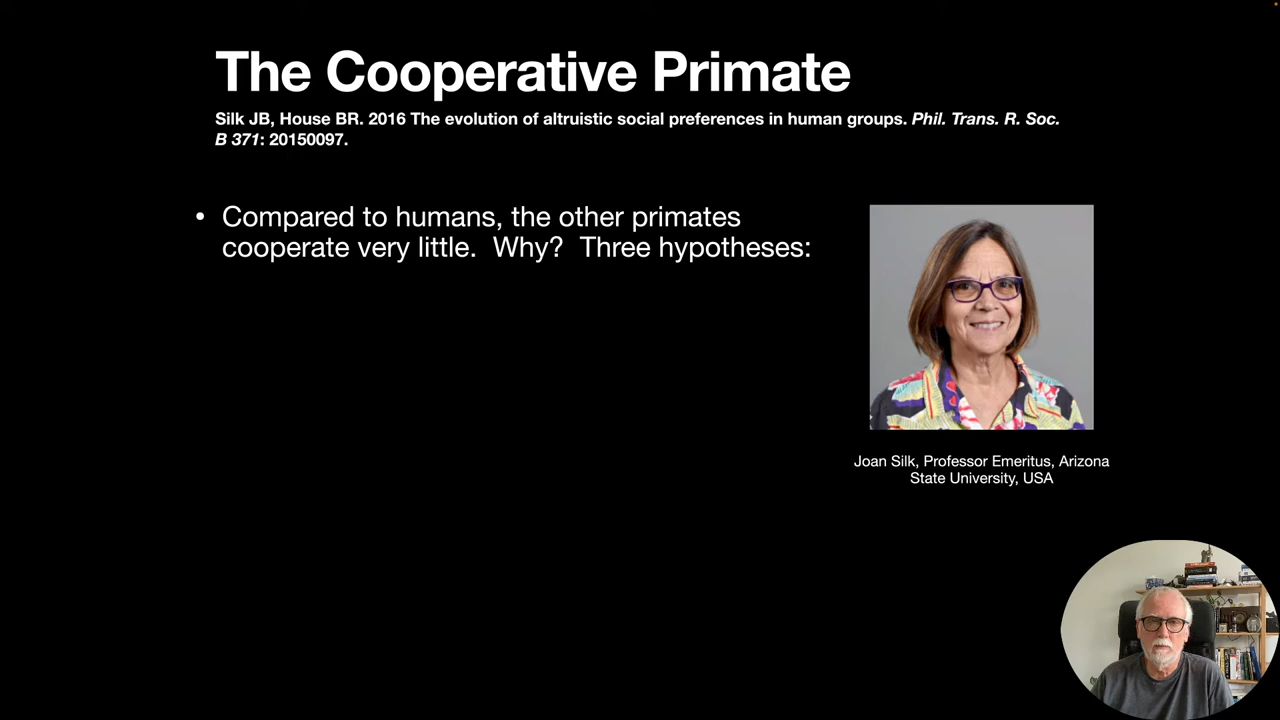 The Cooperative Primate
Silk JB, House BR. 2016 The evolution of altruistic social preferences in human groups. Phil. Trans. R. Soc.
B 371: 20150097.
• Compared to humans, the other primates
cooperate very little.  Why?  Three hypotheses:
Joan Silk, Professor Emeritus, Arizona
State University, USA